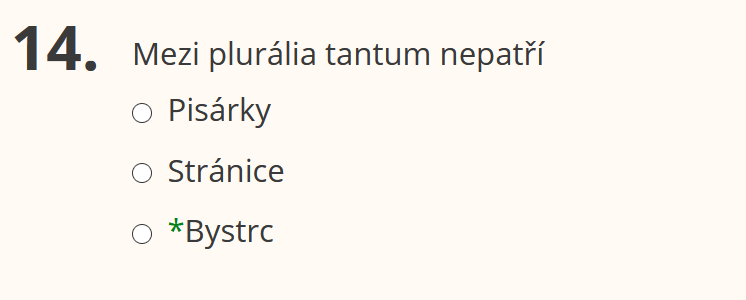 14. Mezi plurália tantum nepatří
Pisárky
Stránice
*Bystrc